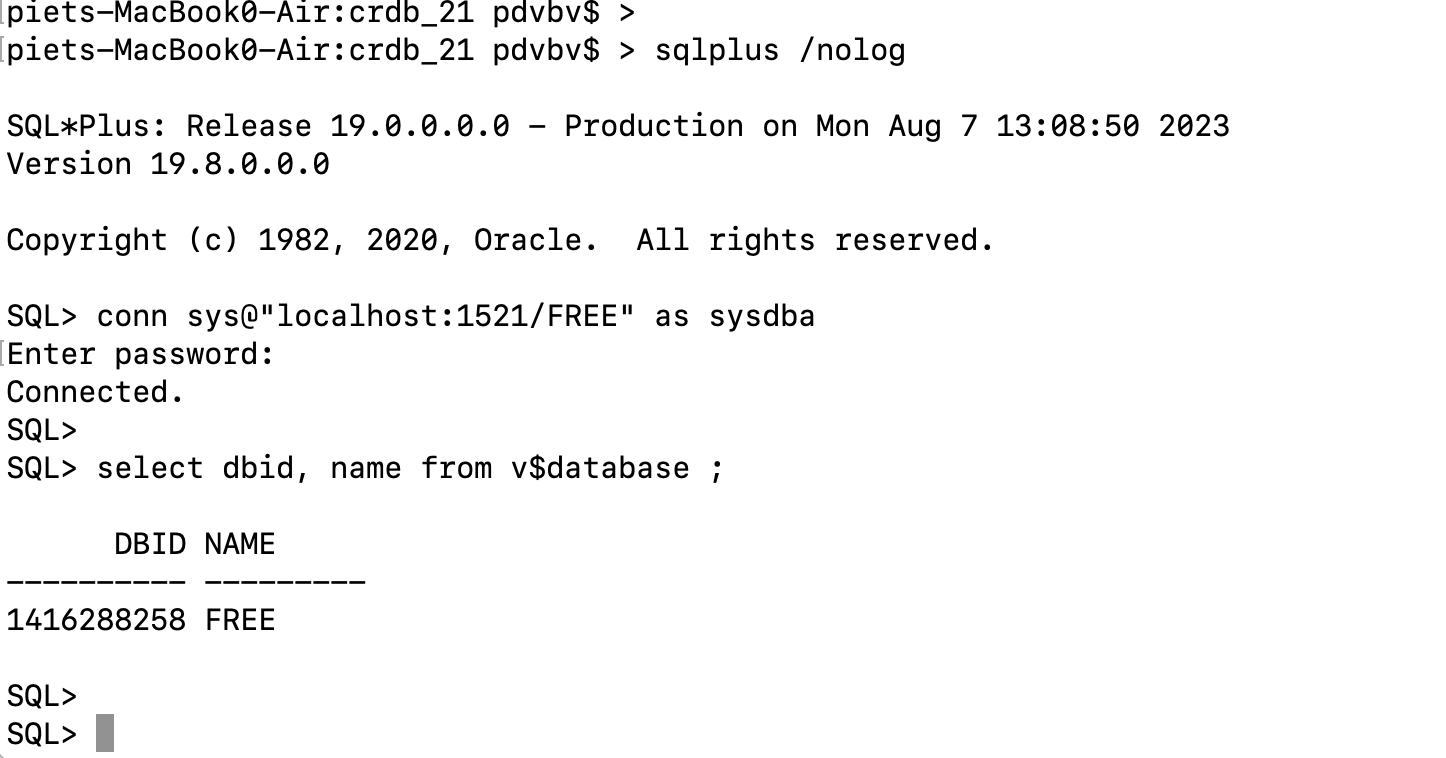 piets-MacBook0-Air:crdb_21 pdvbv$ >
piets-MacBook0-Air:crdb_21 pdvbv$ > sqlplus /nolog
SQL*Plus: Release 19.0.0.0.0 - Production on Mon Aug 7 13:08:50 2023
Version 19.8.0.0.0
Copyright (c) 1982, 2020, Oracle.  All rights reserved.
SQL> conn sys@"localhost:1521/FREE" as sysdba
Enter password:
Connected.
SQL>
SQL> select dbid, name from v$database ;
      DBID NAME
---------- ---------
1416288258 FREE
SQL>
SQL>